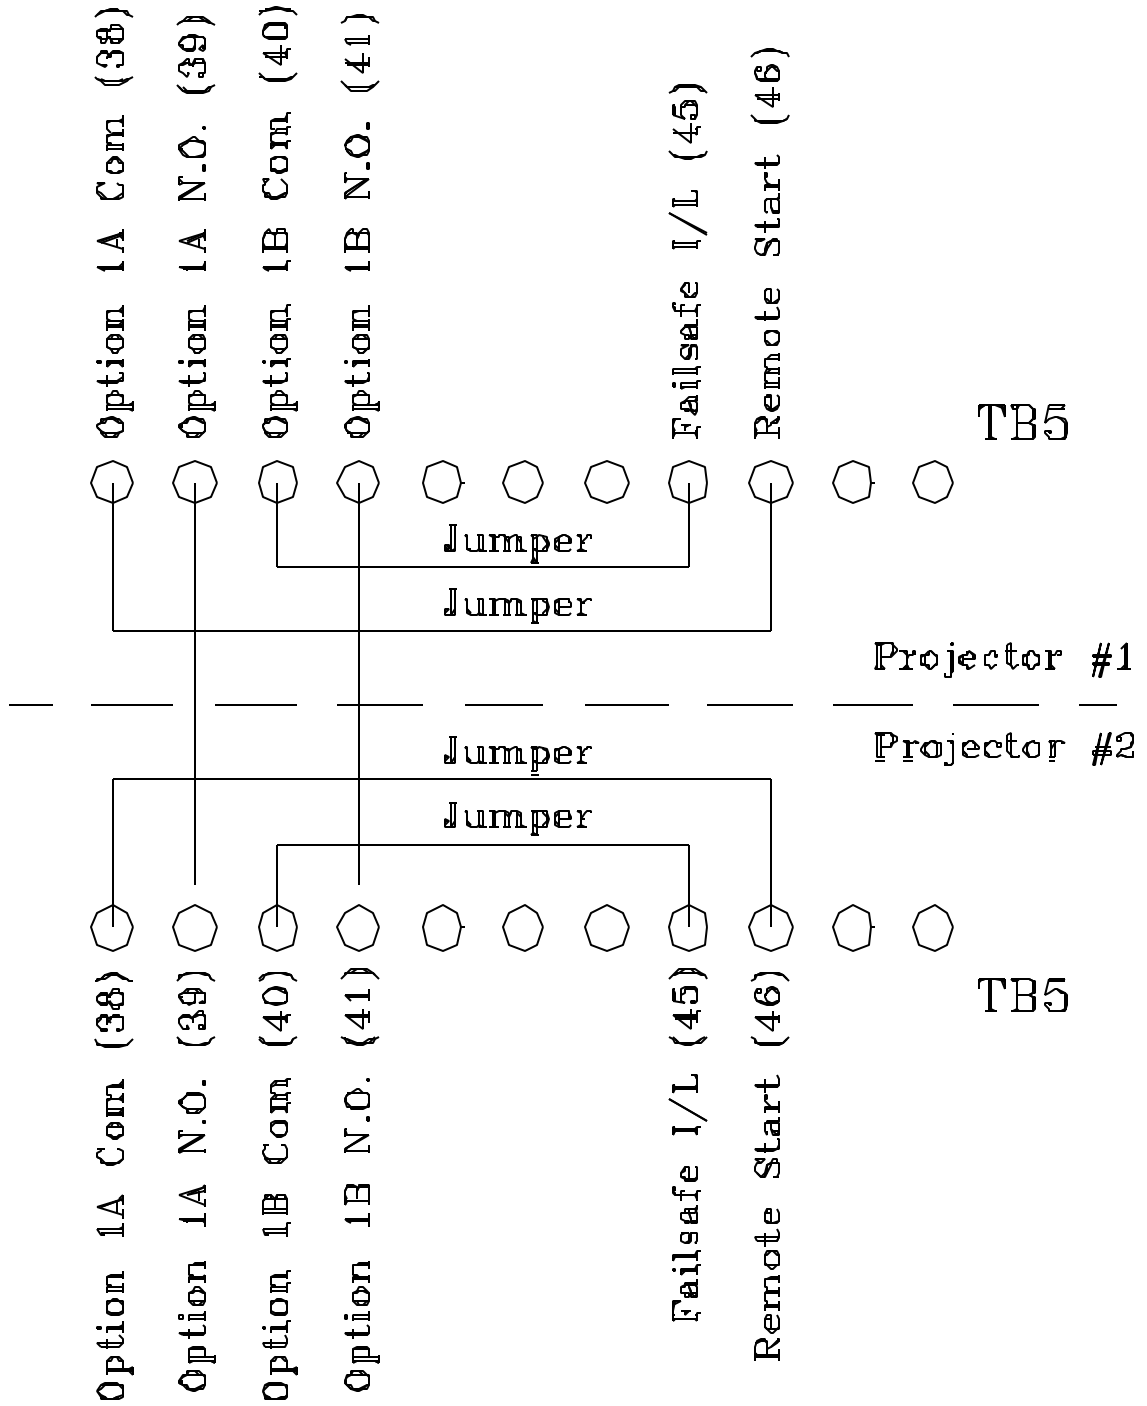 Option 1A Com (38)
Option 1A N.O. (39)
Option 1B Com (40)
Option 1B N.O. (41)
Failsafe I/L (45)
Remote Start (46)
TB5
Jumper
Jumper
Projector #1
Projector #2
Jumper
Jumper
TB5
Option 1A Com (38)
Option 1A N.O. (39)
Option 1B Com (40)
Option 1B N.O. (41)
Failsafe I/L (45)
Remote Start (46)